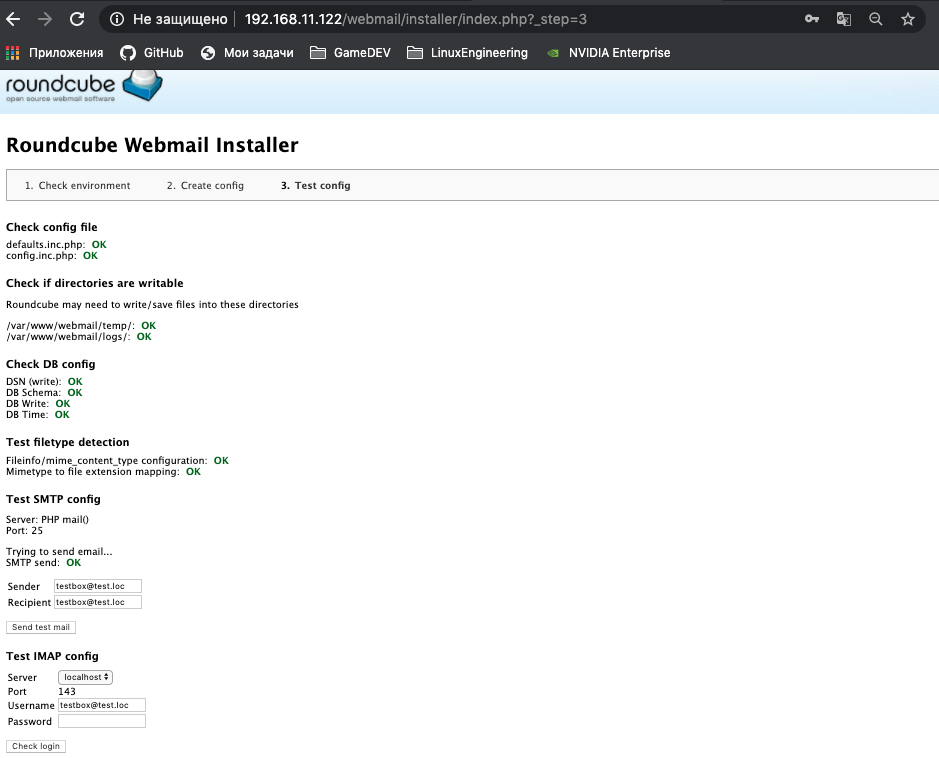 Не защищено 192.168.11.122/webmail/installer/index.php?_step=3
Приложения GitHub Мои задачи GameDEV LinuxEngineering NVIDIA Enterprise
roundcube
open source webmail software
Roundcube Webmail Installer
1. Check environment 2. Create config 3. Test config
Check config file
defaults.inc.php: OK
config.inc.php: OK
Check if directories are writable
Roundcube may need to write/save files into these directories
/var/www/webmail/temp/: OK
/var/www/webmail/logs/: OK
Check DB config
DSN (write): OK
DB Schema: OK
DB Write: OK
DB Time: OK
Test filetype detection
Fileinfo/mime_content_type configuration: OK
Mimetype to file extension mapping: OK
Test SMTP config
Server: PHP mail()
Port: 25
Trying to send email...
SMTP send: OK
Sender testbox@test.loc
Recipient testbox@test.loc
Send test mail
Test IMAP config
Server localhost
Port 143
Username testbox@test.loc
Password
Check login